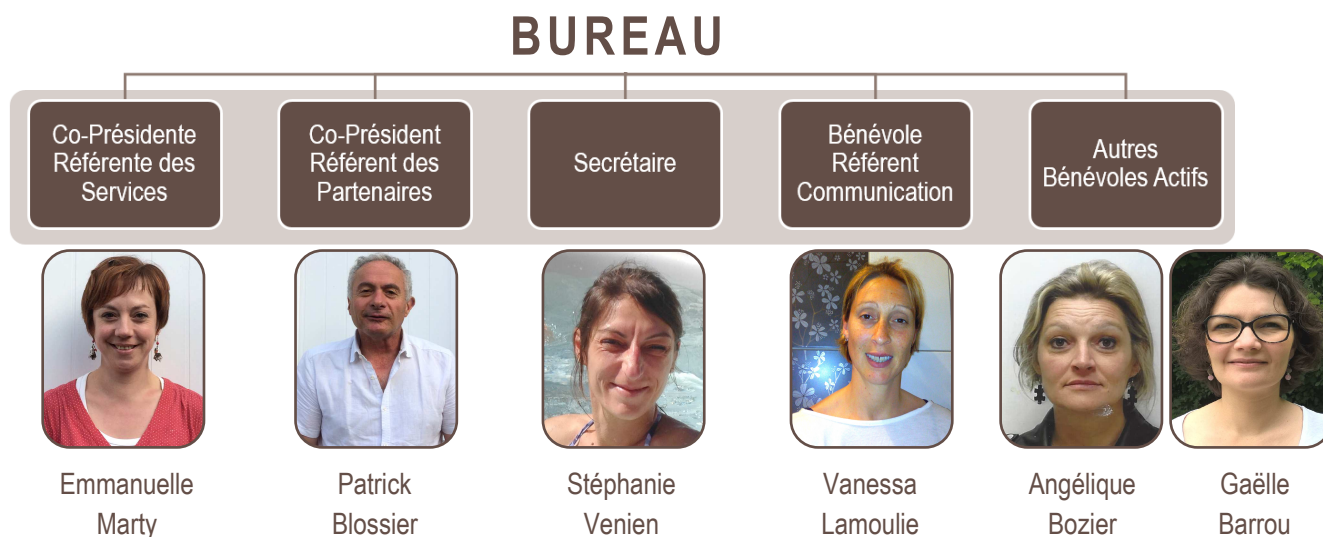 BUREAU
Co-Présidente
Référente des
Services
Co-Président
Référent des
Partenaires
Secrétaire
Bénévole
Référent
Communication
Autres
Bénévoles Actifs
Emmanuelle
Marty
Patrick
Blossier
Stéphanie
Venien
Vanessa
Lamoulie
Angélique
Bozier
Gaëlle
Barrou